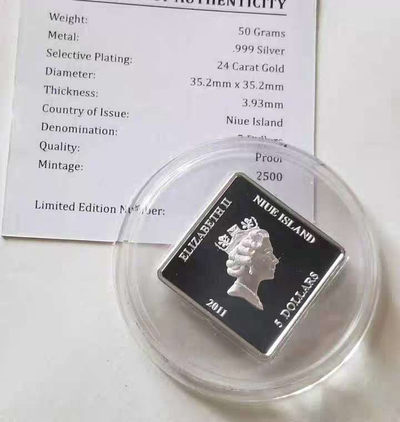 AUTHENTICITY
Weight: 50 Grams
Metal: .999 Silver
Selective Plating: 24 Carat Gold
Diameter: 35.2mm x 35.2mm
Thickness: 3.93mm
Country of Issue: Niue Island
Denomination:
Quality: Proof
Mintage: 2500
Limited Edition Number:
ELIZABETH II
NIUE ISLAND
2011
5 DOLLARS